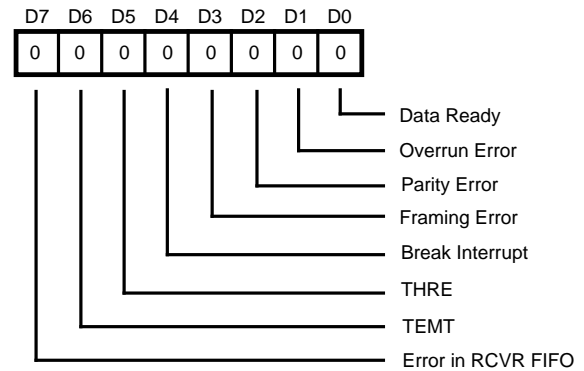 D7 D6 D5 D4 D3 D2 D1 D0
0 0 0 0 0 0 0 0
Data Ready
Overrun Error
Parity Error
Framing Error
Break Interrupt
THRE
TEMT
Error in RCVR FIFO